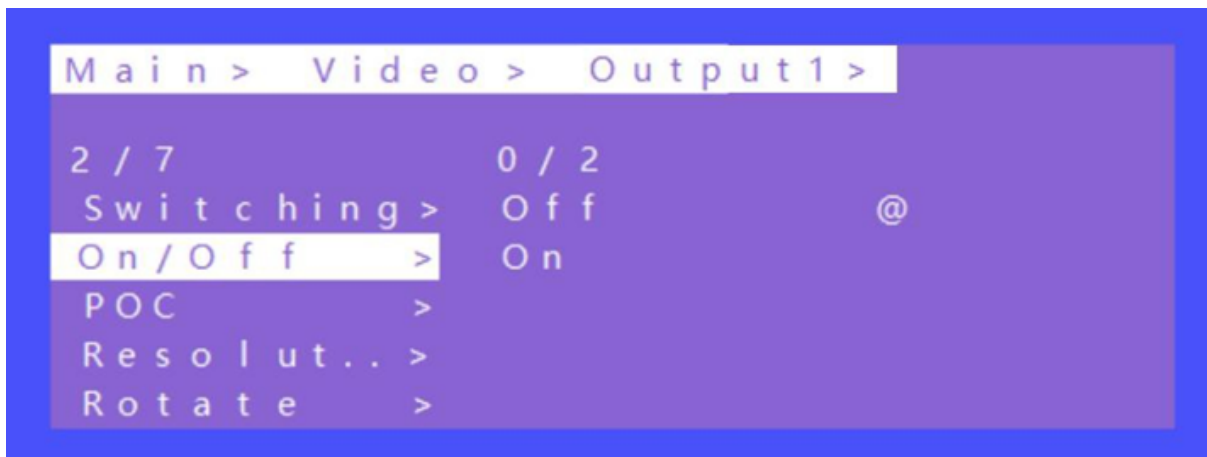 Main> Video> Output1>
2/7 0/2
Switching> Off @
On/Off > On
POC >
Resolut..>
Rotate >